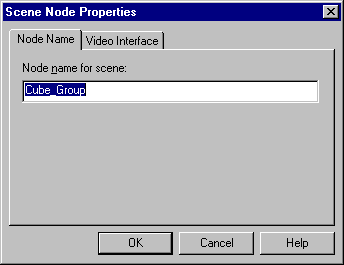 Scene Node Properties
Node Name Video Interface
Node name for scene:
Cube_Group
OK Cancel Help